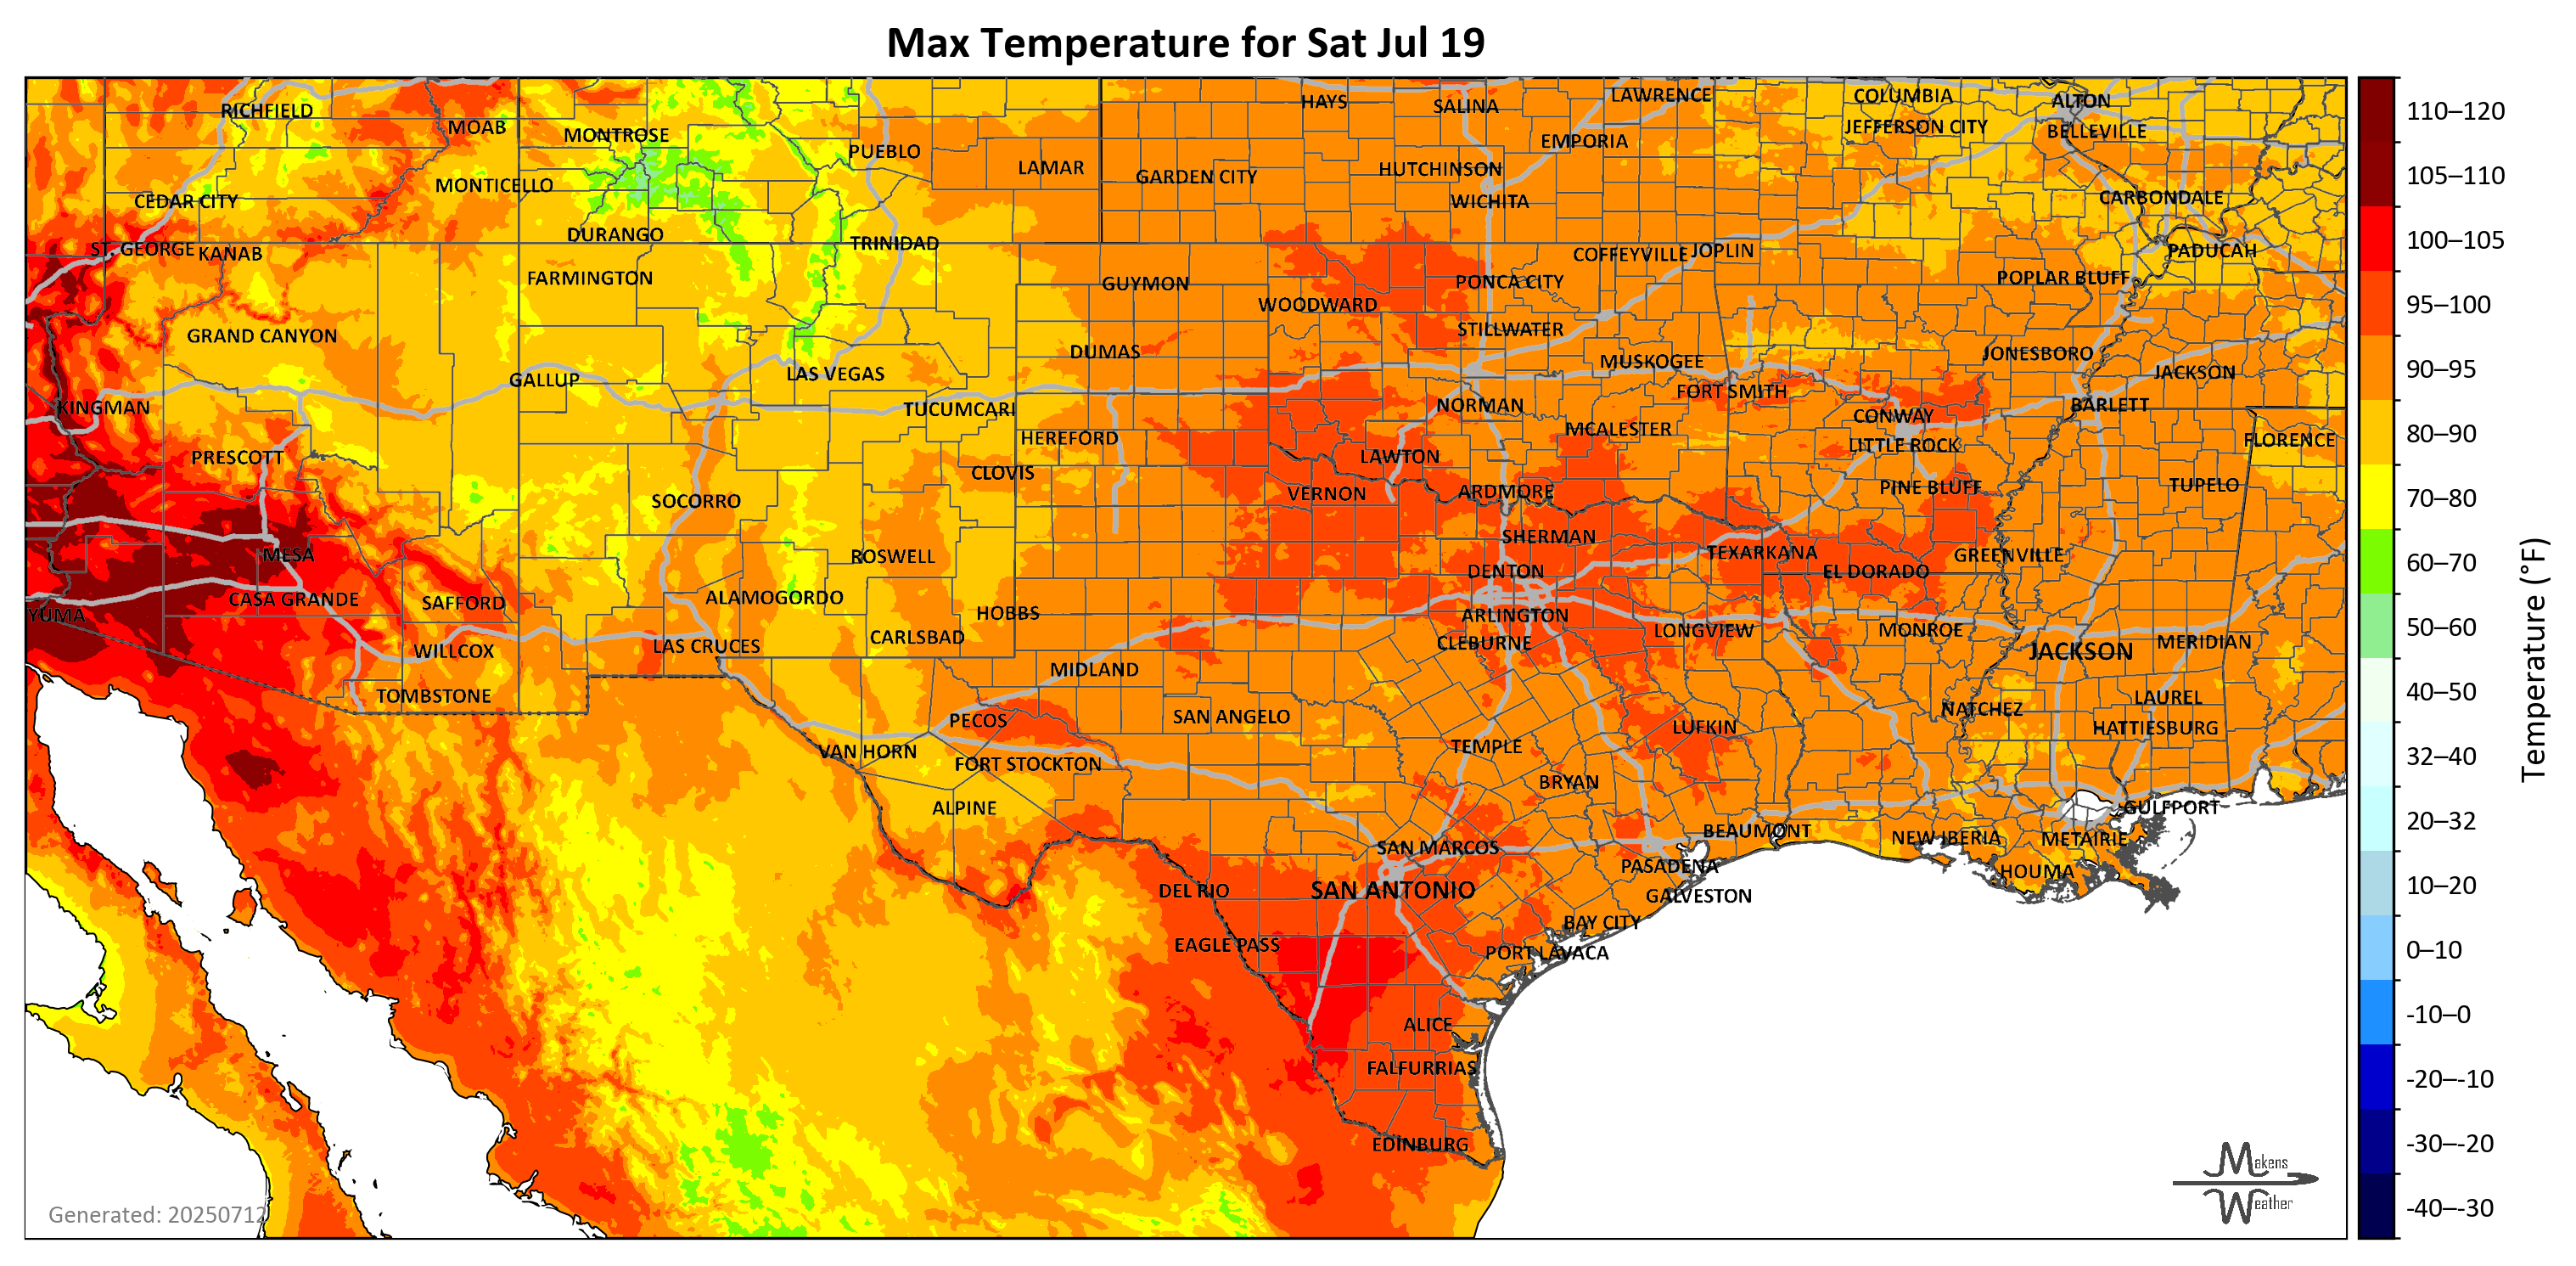 Max Temperature for Sat Jul 19
RICHFIELD
MOAB
MONTROSE
PUEBLO
LAMAR
GARDEN CITY
HAYS
SALINA
LAWRENCE
EMPORIA
HUTCHINSON
WICHITA
COLUMBIA
JEFFERSON CITY
ALTON
BELLEVILLE
CARBONDALE
PADUCAH
CEDAR CITY
MONTICELLO
DURANGO
TRINIDAD
ST. GEORGE
KANAB
FARMINGTON
GUYMON
WOODWARD
PONCA CITY
COFFEYVILLE
JOPLIN
POPLAR BLUFF
GRAND CANYON
DUMAS
STILLWATER
MUSKOGEE
JONESBORO
JACKSON
GALLUP
LAS VEGAS
FORT SMITH
KINGMAN
TUCUMCARI
NORMAN
CONWAY
BARLETT
HEREFORD
MCALESTER
LITTLE ROCK
FLORENCE
PRESCOTT
CLOVIS
LAWTON
PINE BLUFF
TUPELO
SOCORRO
VERNON
ARDMORE
MESA
ROSWELL
SHERMAN
TEXARKANA
GREENVILLE
DENTON
EL DORADO
CASA GRANDE
SAFFORD
ALAMOGORDO
HOBBS
YUMA
ARLINGTON
CARLSBAD
CLEBURNE
LONGVIEW
MONROE
WILLCOX
LAS CRUCES
JACKSON
MERIDIAN
MIDLAND
TOMBSTONE
LAUREL
PECOS
SAN ANGELO
LUFKIN
NATCHEZ
HATTIESBURG
VAN HORN
FORT STOCKTON
TEMPLE
BRYAN
ALPINE
GULFPORT
SAN MARCOS
BEAUMONT
NEW IBERIA
METAIRIE
PASADENA
HOUMA
DEL RIO
SAN ANTONIO
GALVESTON
BAY CITY
EAGLE PASS
PORT LAVACA
ALICE
FALFURRIAS
EDINBURG
Generated: 20250712
Makens
Weather
110–120
105–110
100–105
95–100
90–95
80–90
70–80
60–70
50–60
40–50
32–40
20–32
10–20
0–10
-10–0
-20–-10
-30–-20
-40–-30
Temperature (°F)